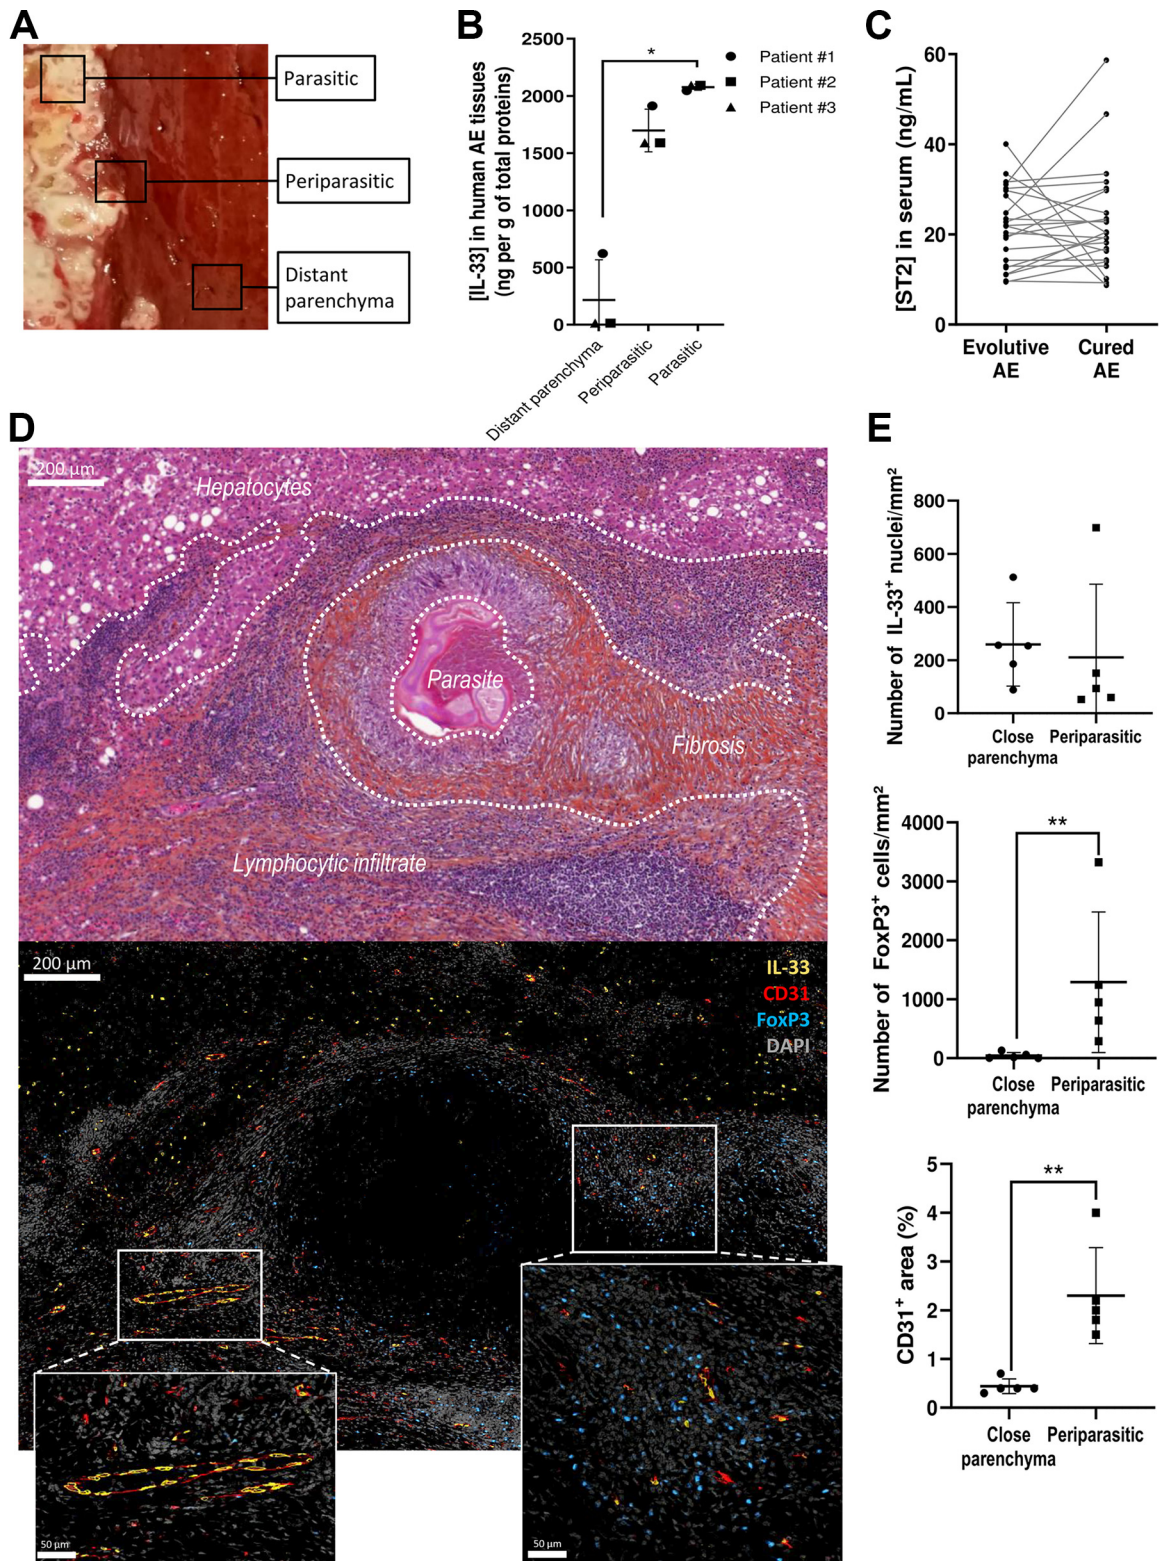 A
Parasitic
Periparasitic
Distant
parenchyma
B
[IL-33] in human AE tissues
(ng per g of total proteins)
2500
2000
1500
1000
500
0
*
Patient #1
Patient #2
Patient #3
Distant parenchyma
Periparasitic
Parasitic
C
[ST2] in serum (ng/mL)
60
40
20
0
Evolutive
AE
Cured
AE
D
200 µm
Hepatocytes
Parasite
Fibrosis
Lymphocytic infiltrate
200 µm
IL-33
CD31
FoxP3
DAPI
50 µm
50 µm
E
Number of IL-33⁺ nuclei/mm²
800
600
400
200
0
Close
parenchyma
Periparasitic
Number of FoxP3⁺ cells/mm²
4000
3000
2000
1000
0
**
Close
parenchyma
Periparasitic
CD31⁺ area (%)
5
4
3
2
1
0
**
Close
parenchyma
Periparasitic